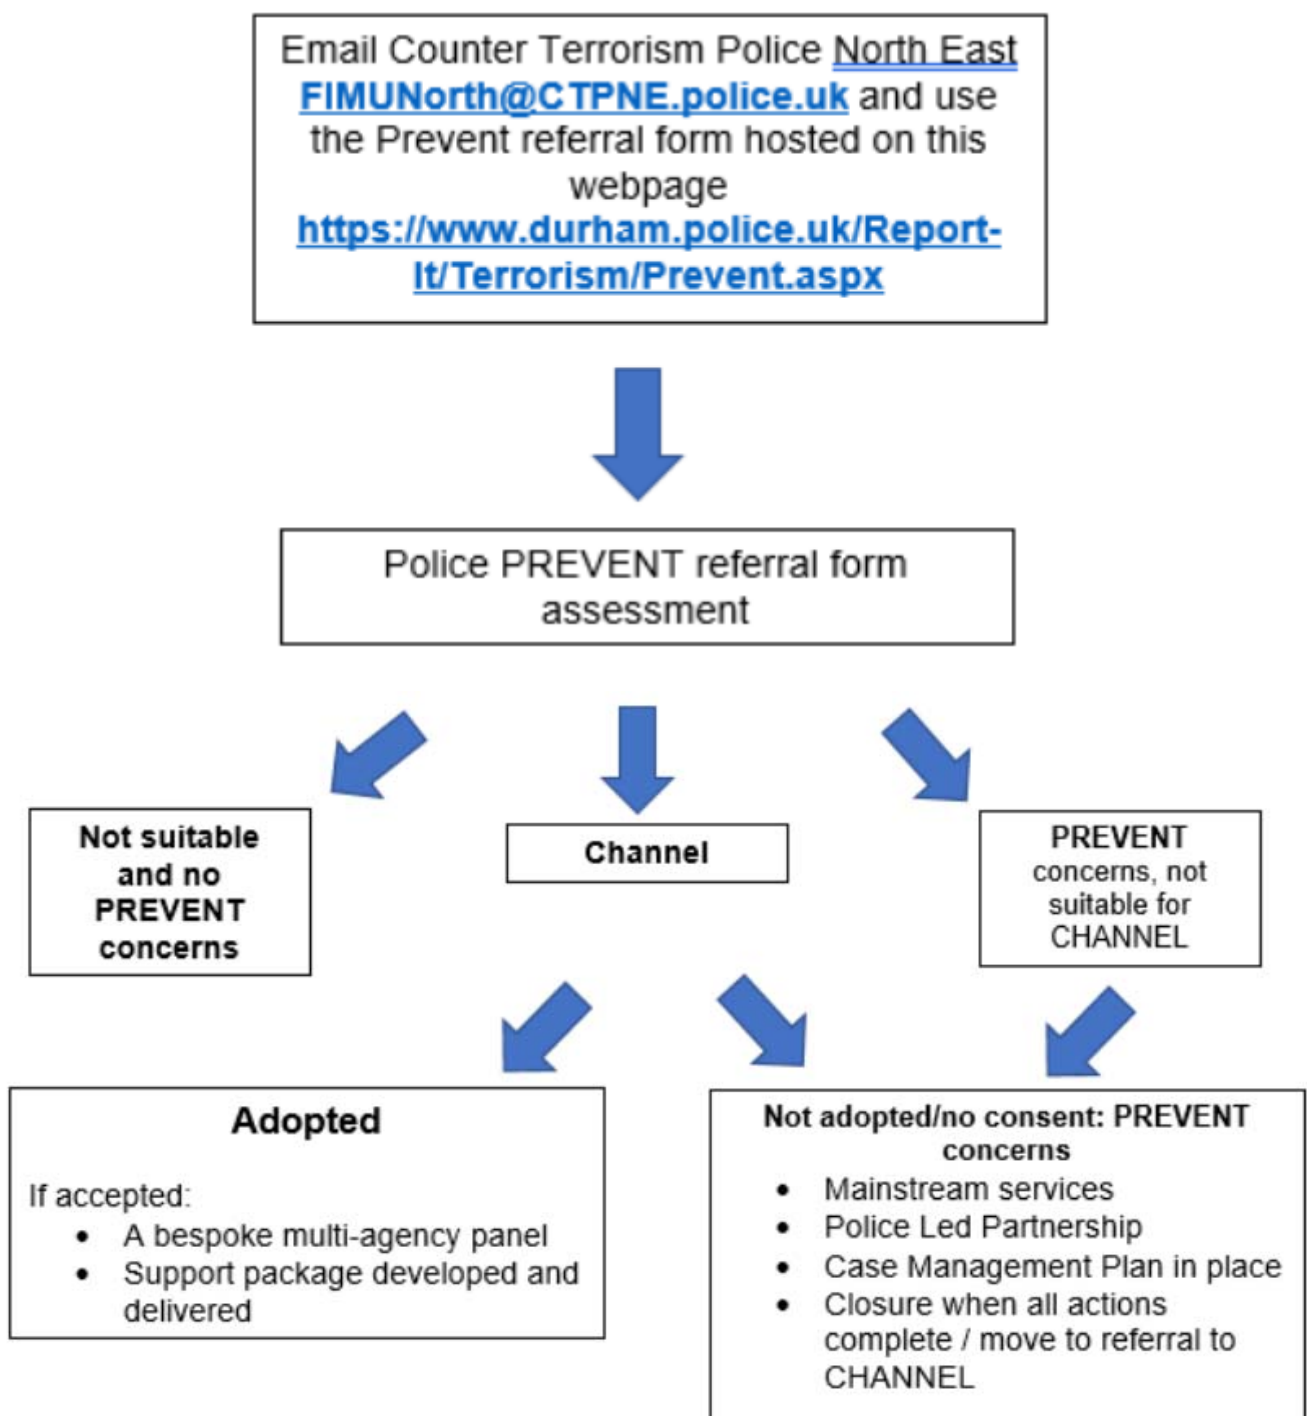 Email Counter Terrorism Police North East
FIMUNorth@CTPNE.police.uk and use
the Prevent referral form hosted on this
webpage
https://www.durham.police.uk/Report-
It/Terrorism/Prevent.aspx
Police PREVENT referral form
assessment
Not suitable
and no
PREVENT
concerns
Channel
PREVENT
concerns, not
suitable for
CHANNEL
Adopted
If accepted:
• A bespoke multi-agency panel
• Support package developed and
delivered
Not adopted/no consent: PREVENT
concerns
• Mainstream services
• Police Led Partnership
• Case Management Plan in place
• Closure when all actions
complete / move to referral to
CHANNEL